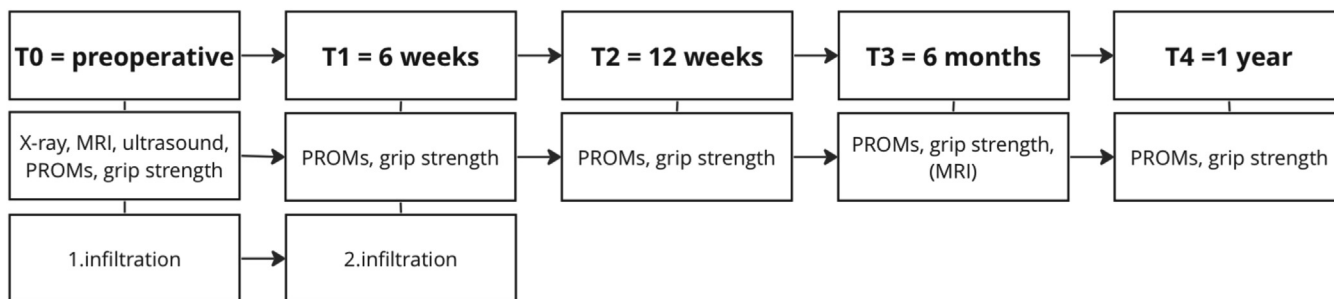 T0 = preoperative
T1 = 6 weeks
T2 = 12 weeks
T3 = 6 months
T4 =1 year
X-ray, MRI, ultrasound,
PROMs, grip strength
PROMs, grip strength
PROMs, grip strength
PROMs, grip strength,
(MRI)
PROMs, grip strength
1.infiltration
2.infiltration